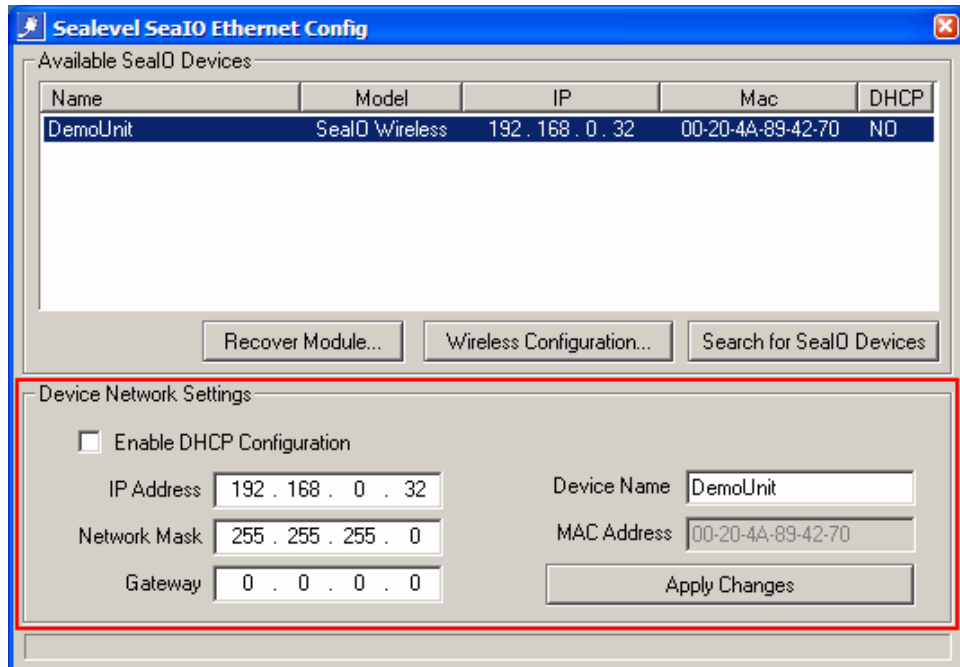 Sealevel SeaIO Ethernet Config
Available SeaIO Devices
Name Model IP Mac DHCP
DemoUnit SeaIO Wireless 192 . 168 . 0 . 32 00-20-4A-89-42-70 NO
Recover Module... Wireless Configuration... Search for SeaIO Devices
Device Network Settings
Enable DHCP Configuration
IP Address 192 . 168 . 0 . 32 Device Name DemoUnit
Network Mask 255 . 255 . 255 . 0 MAC Address 00-20-4A-89-42-70
Gateway 0 . 0 . 0 . 0 Apply Changes